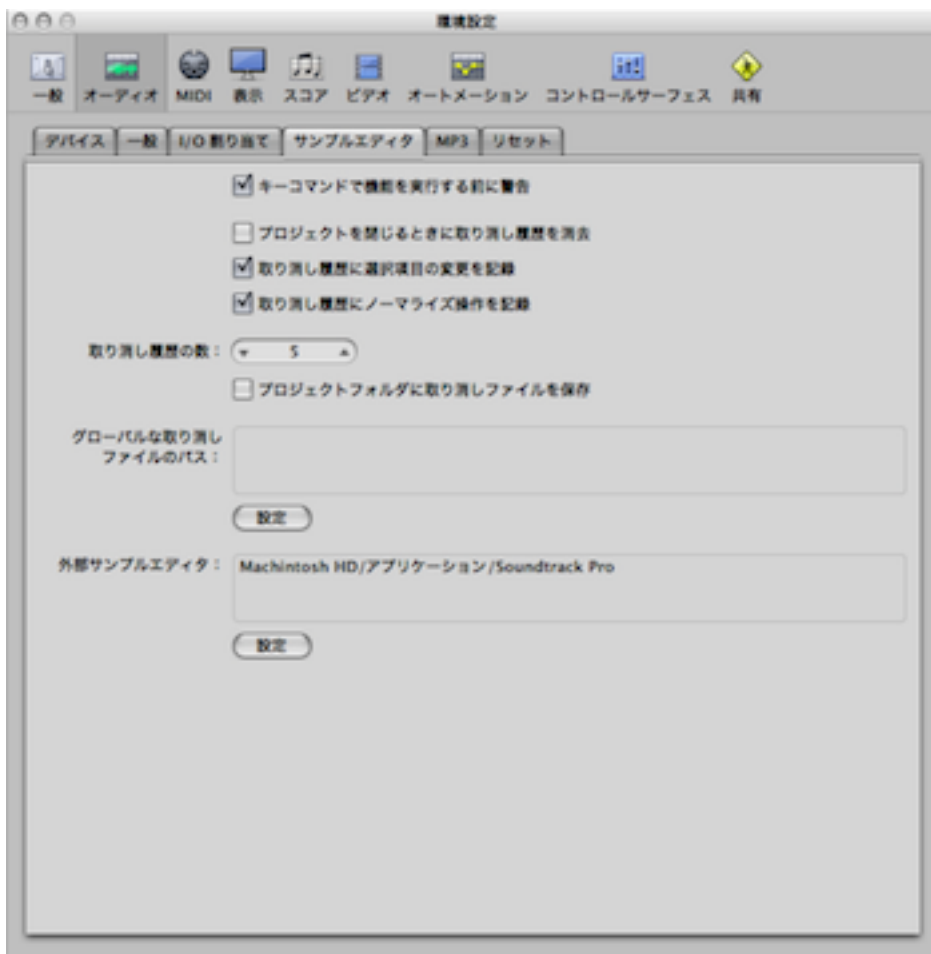 環境設定
一般 オーディオ MIDI 表示 スコア ビデオ オートメーション コントロールサーフェス 共有
デバイス 一般 I/O 割り当て サンプルエディタ MP3 リセット
キーコマンドで機能を実行する前に警告
プロジェクトを閉じるときに取り消し履歴を消去
取り消し履歴に選択項目の変更を記録
取り消し履歴にノーマライズ操作を記録
取り消し履歴の数： 5
プロジェクトフォルダに取り消しファイルを保存
グローバルな取り消し
ファイルのパス：
設定
外部サンプルエディタ： Machintosh HD/アプリケーション/Soundtrack Pro
設定